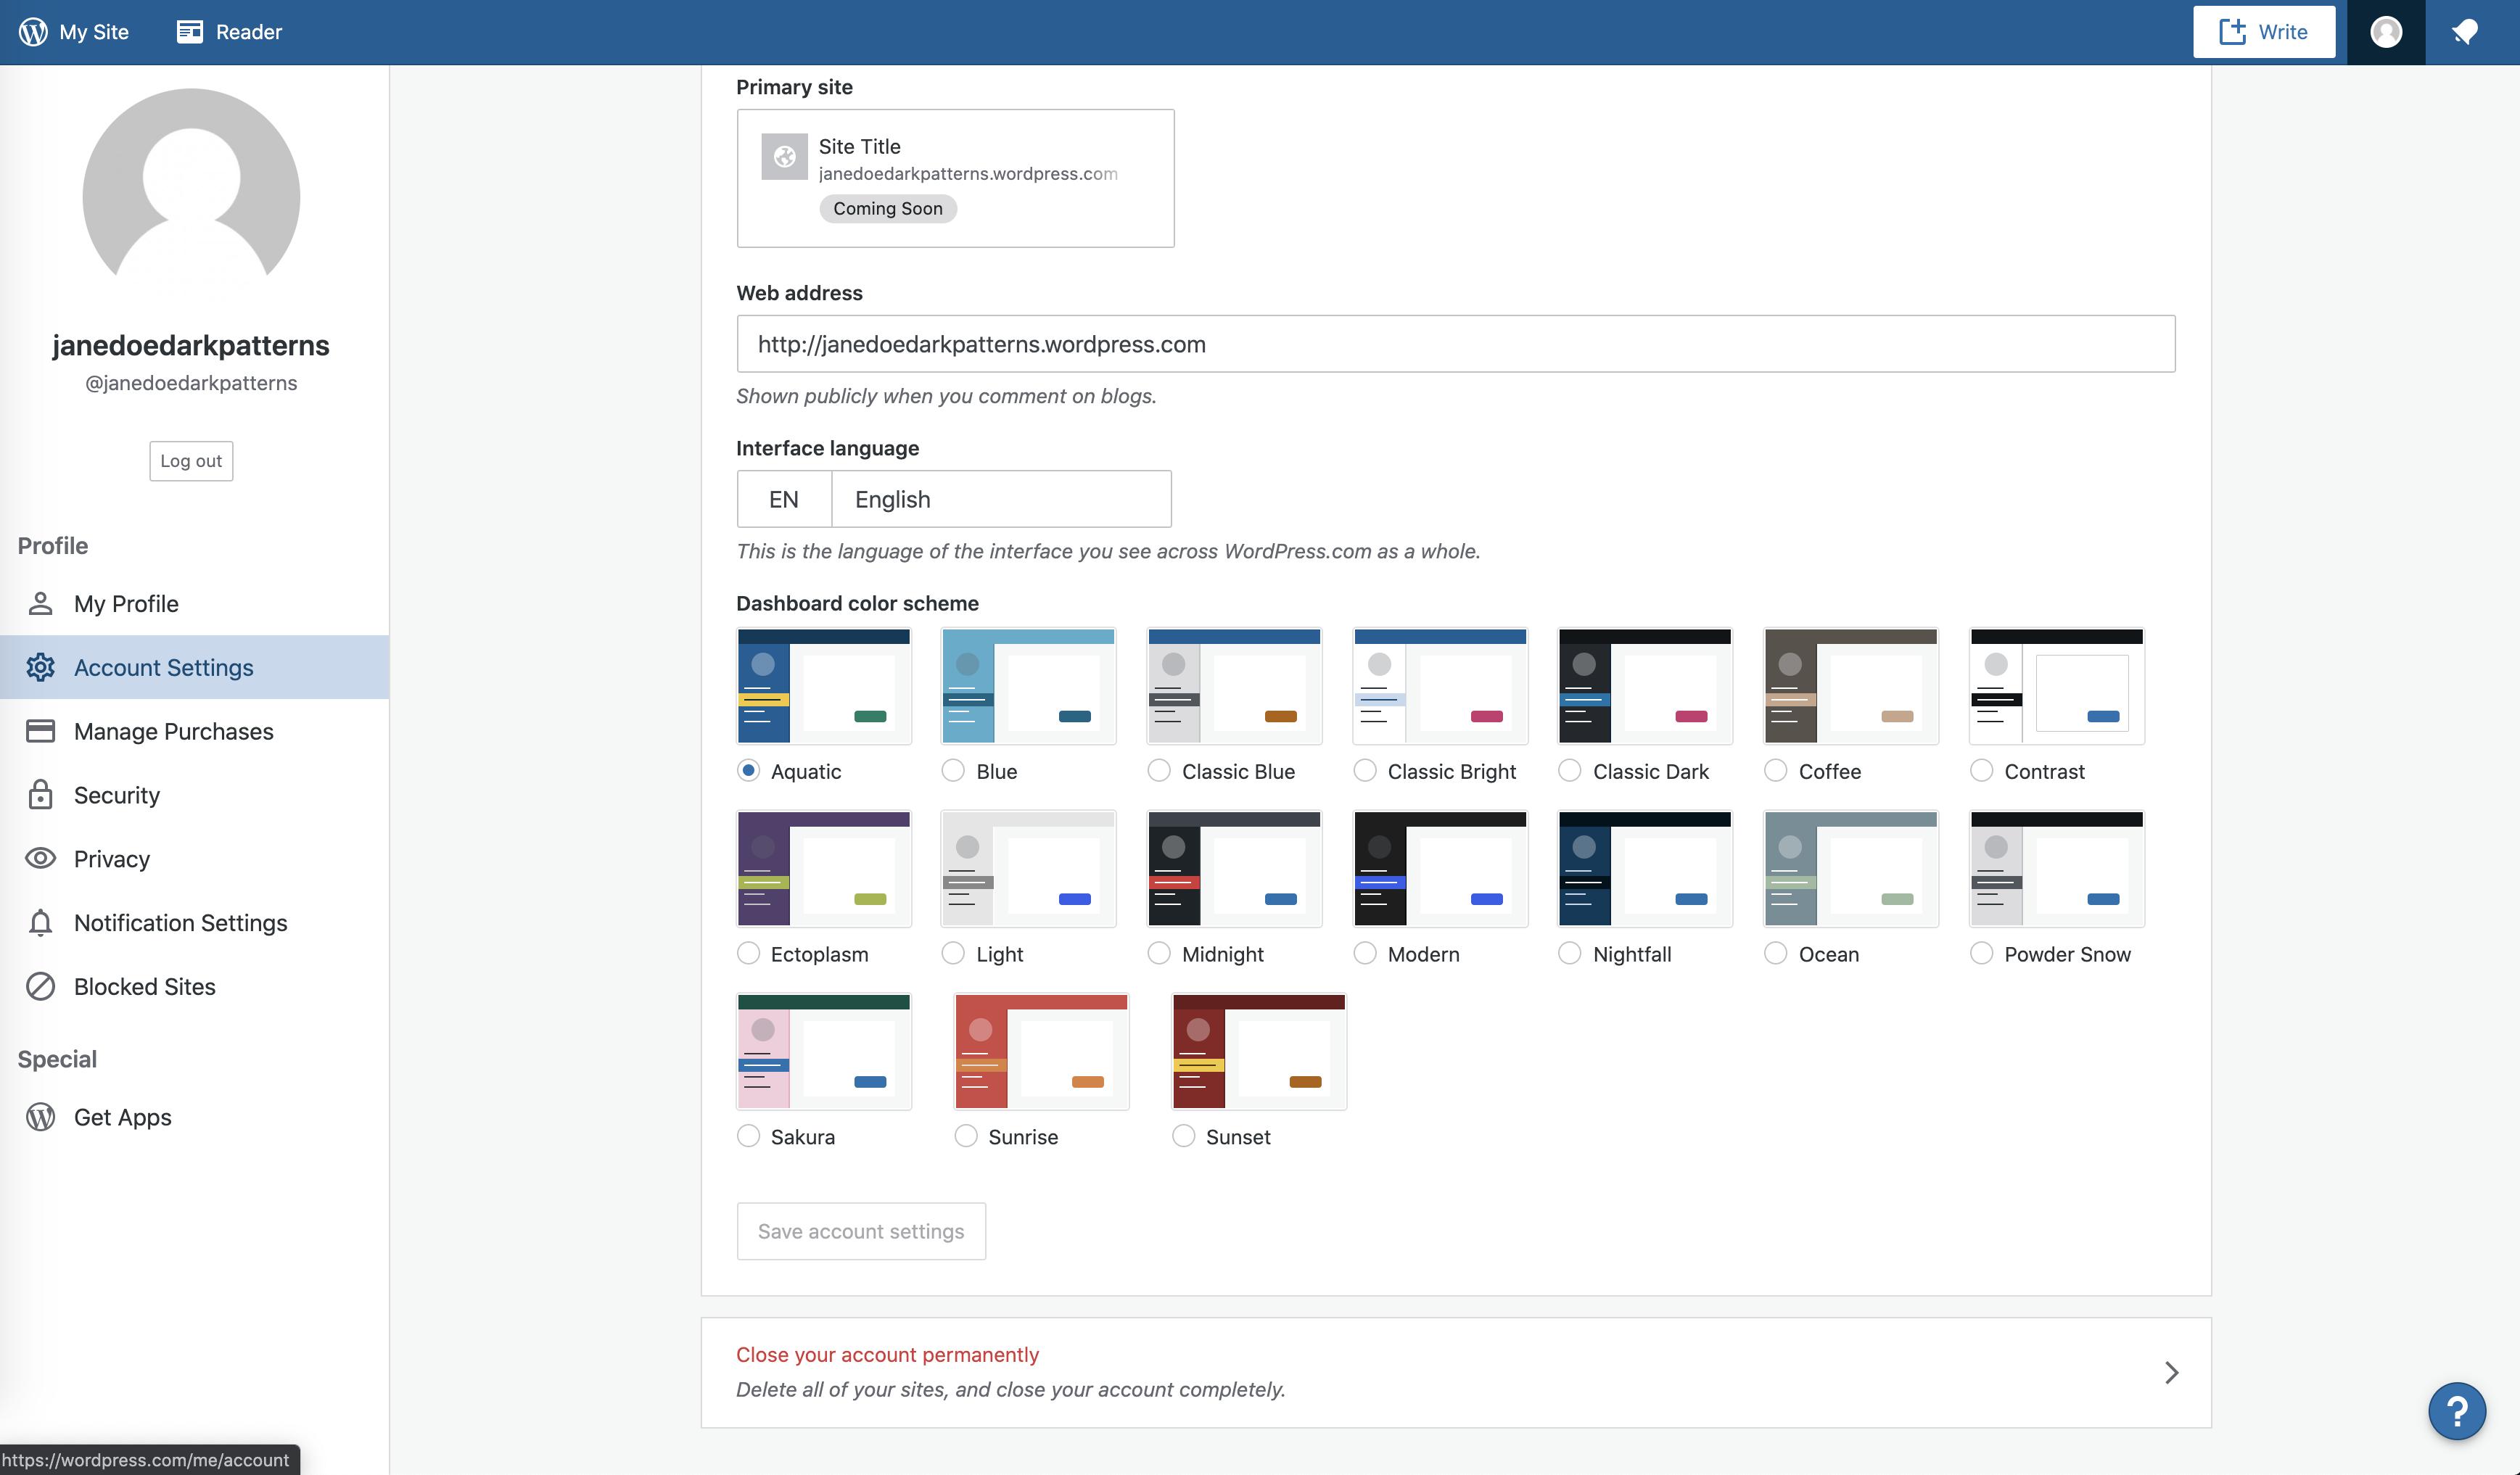 My Site
Reader
Write
janedoedarkpatterns
@janedoedarkpatterns
Log out
Profile
My Profile
Account Settings
Manage Purchases
Security
Privacy
Notification Settings
Blocked Sites
Special
Get Apps
https://wordpress.com/me/account
Primary site
Site Title
janedoedarkpatterns.wordpress.com
Coming Soon
Web address
http://janedoedarkpatterns.wordpress.com
Shown publicly when you comment on blogs.
Interface language
EN English
This is the language of the interface you see across WordPress.com as a whole.
Dashboard color scheme
Aquatic Blue Classic Blue Classic Bright Classic Dark Coffee Contrast
Ectoplasm Light Midnight Modern Nightfall Ocean Powder Snow
Sakura Sunrise Sunset
Save account settings
Close your account permanently
Delete all of your sites, and close your account completely.
?